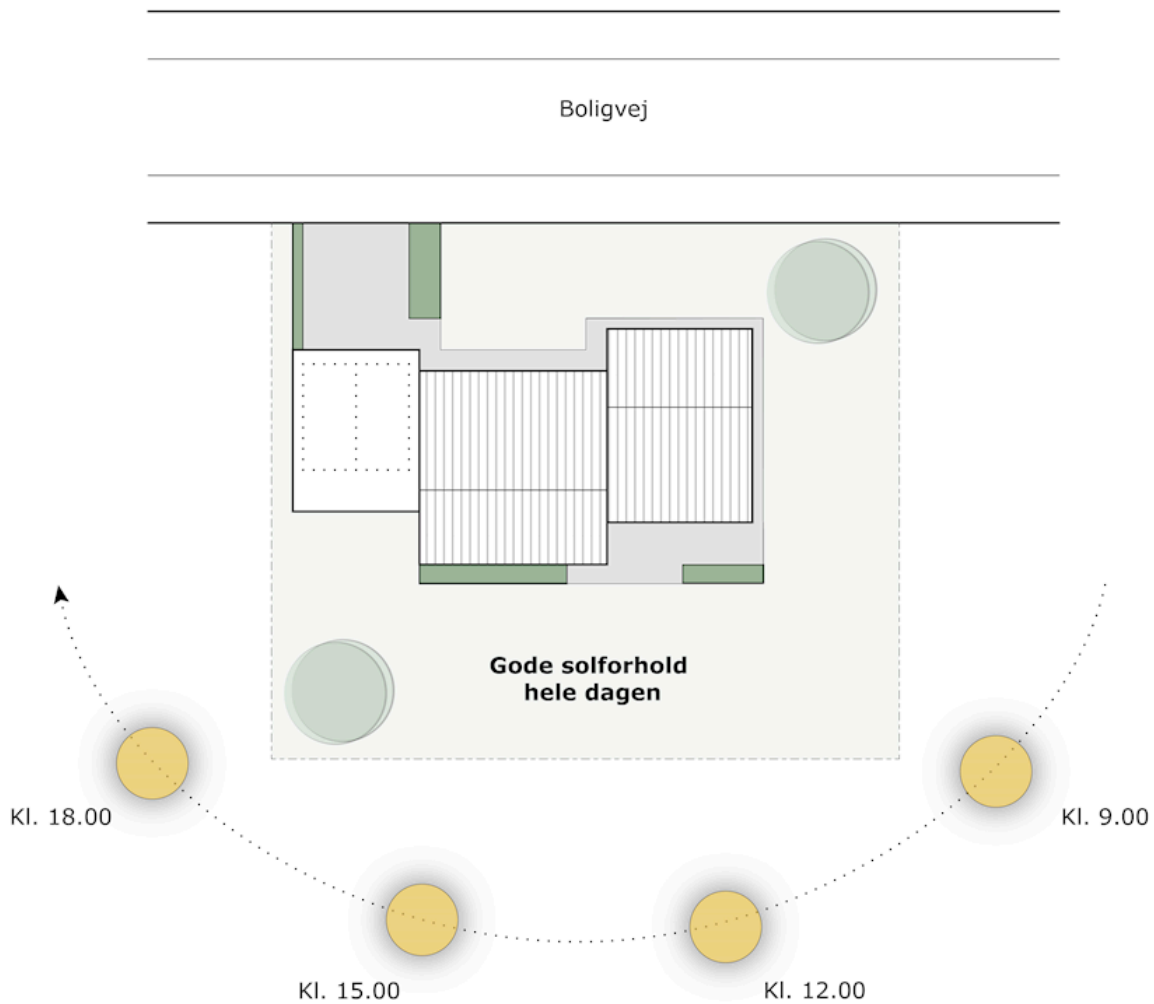 Boligvej
Gode solforhold
hele dagen
Kl. 18.00
Kl. 9.00
Kl. 15.00
Kl. 12.00